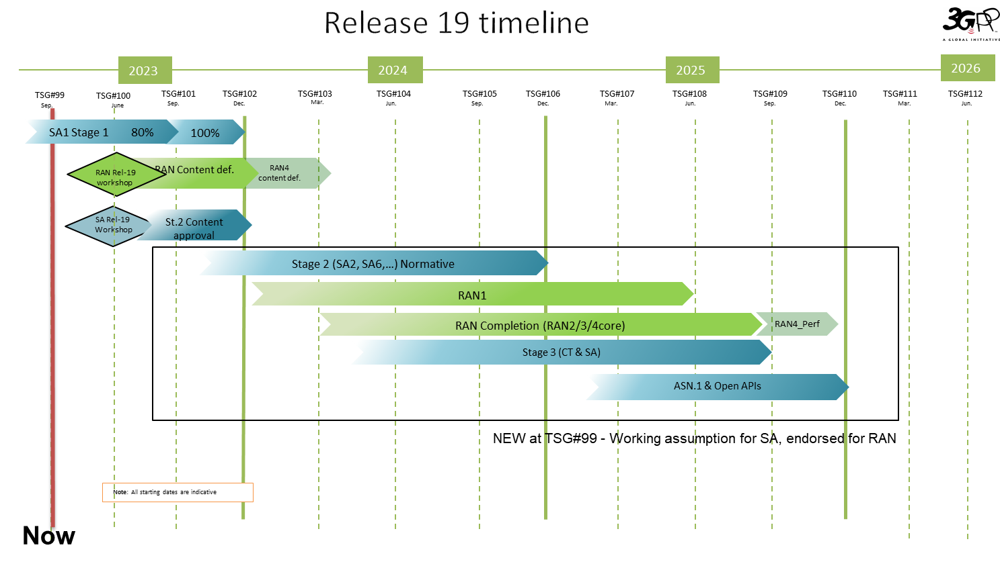 Release 19 timeline
3GPP
A GLOBAL INITIATIVE
2023
2024
2025
2026
TSG#99
Sep.
TSG#100
June
TSG#101
Sep.
TSG#102
Dec.
TSG#103
Mar.
TSG#104
Jun.
TSG#105
Sep.
TSG#106
Dec.
TSG#107
Mar.
TSG#108
Jun.
TSG#109
Sep.
TSG#110
Dec.
TSG#111
Mar.
TSG#112
Jun.
SA1 Stage 1 80%
100%
RAN Rel-19
workshop
RAN Content def.
RAN4
content def.
SA Rel-19
Workshop
St.2 Content
approval
Stage 2 (SA2, SA6,...) Normative
RAN1
RAN Completion (RAN2/3/4core)
RAN4_Perf
Stage 3 (CT & SA)
ASN.1 & Open APIs
NEW at TSG#99 - Working assumption for SA, endorsed for RAN
Note: All starting dates are indicative
Now